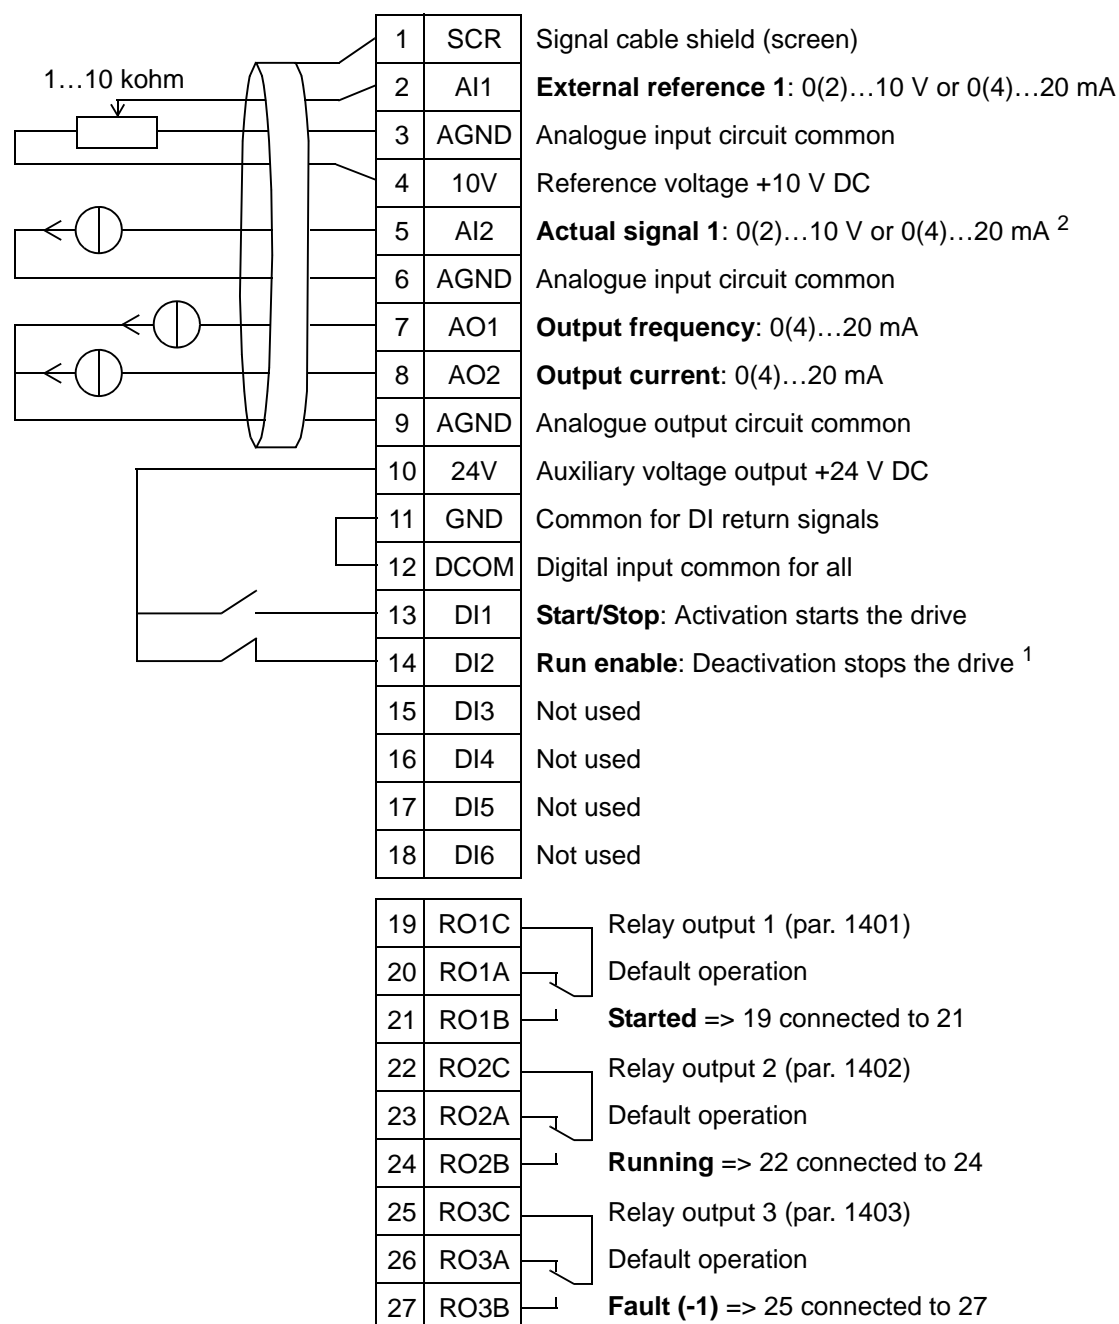 1 SCR Signal cable shield (screen)
1…10 kohm
2 AI1 External reference 1: 0(2)…10 V or 0(4)…20 mA
3 AGND Analogue input circuit common
4 10V Reference voltage +10 V DC
5 AI2 Actual signal 1: 0(2)…10 V or 0(4)…20 mA 2
6 AGND Analogue input circuit common
7 AO1 Output frequency: 0(4)…20 mA
8 AO2 Output current: 0(4)…20 mA
9 AGND Analogue output circuit common
10 24V Auxiliary voltage output +24 V DC
11 GND Common for DI return signals
12 DCOM Digital input common for all
13 DI1 Start/Stop: Activation starts the drive
14 DI2 Run enable: Deactivation stops the drive 1
15 DI3 Not used
16 DI4 Not used
17 DI5 Not used
18 DI6 Not used
19 RO1C Relay output 1 (par. 1401)
20 RO1A Default operation
21 RO1B Started => 19 connected to 21
22 RO2C Relay output 2 (par. 1402)
23 RO2A Default operation
24 RO2B Running => 22 connected to 24
25 RO3C Relay output 3 (par. 1403)
26 RO3A Default operation
27 RO3B Fault (-1) => 25 connected to 27